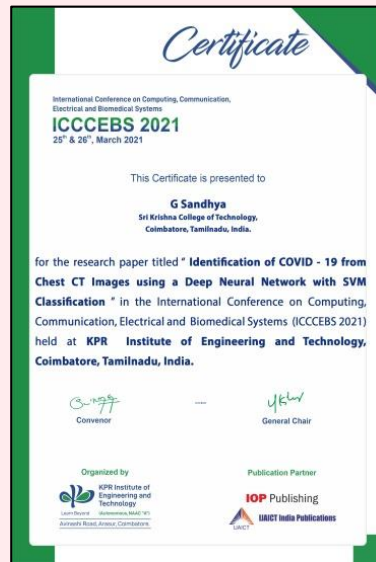 Certificate
International Conference on Computing, Communication,
Electrical and Biomedical Systems
ICCCEBS 2021
25th & 26th, March 2021
This Certificate is presented to
G Sandhya
Sri Krishna College of Technology,
Coimbatore, Tamilnadu, India.
for the research paper titled “ Identification of COVID - 19 from
Chest CT Images using a Deep Neural Network with SVM
Classification ” in the International Conference on Computing,
Communication, Electrical and Biomedical Systems (ICCCEBS 2021)
held at KPR Institute of Engineering and Technology,
Coimbatore, Tamilnadu, India.
Convenor
General Chair
Organized by
KPR Institute of
Engineering and
Technology
Learn Beyond
Avinashi Road, Arasur, Coimbatore
Publication Partner
IOP Publishing
IIAICT India Publications